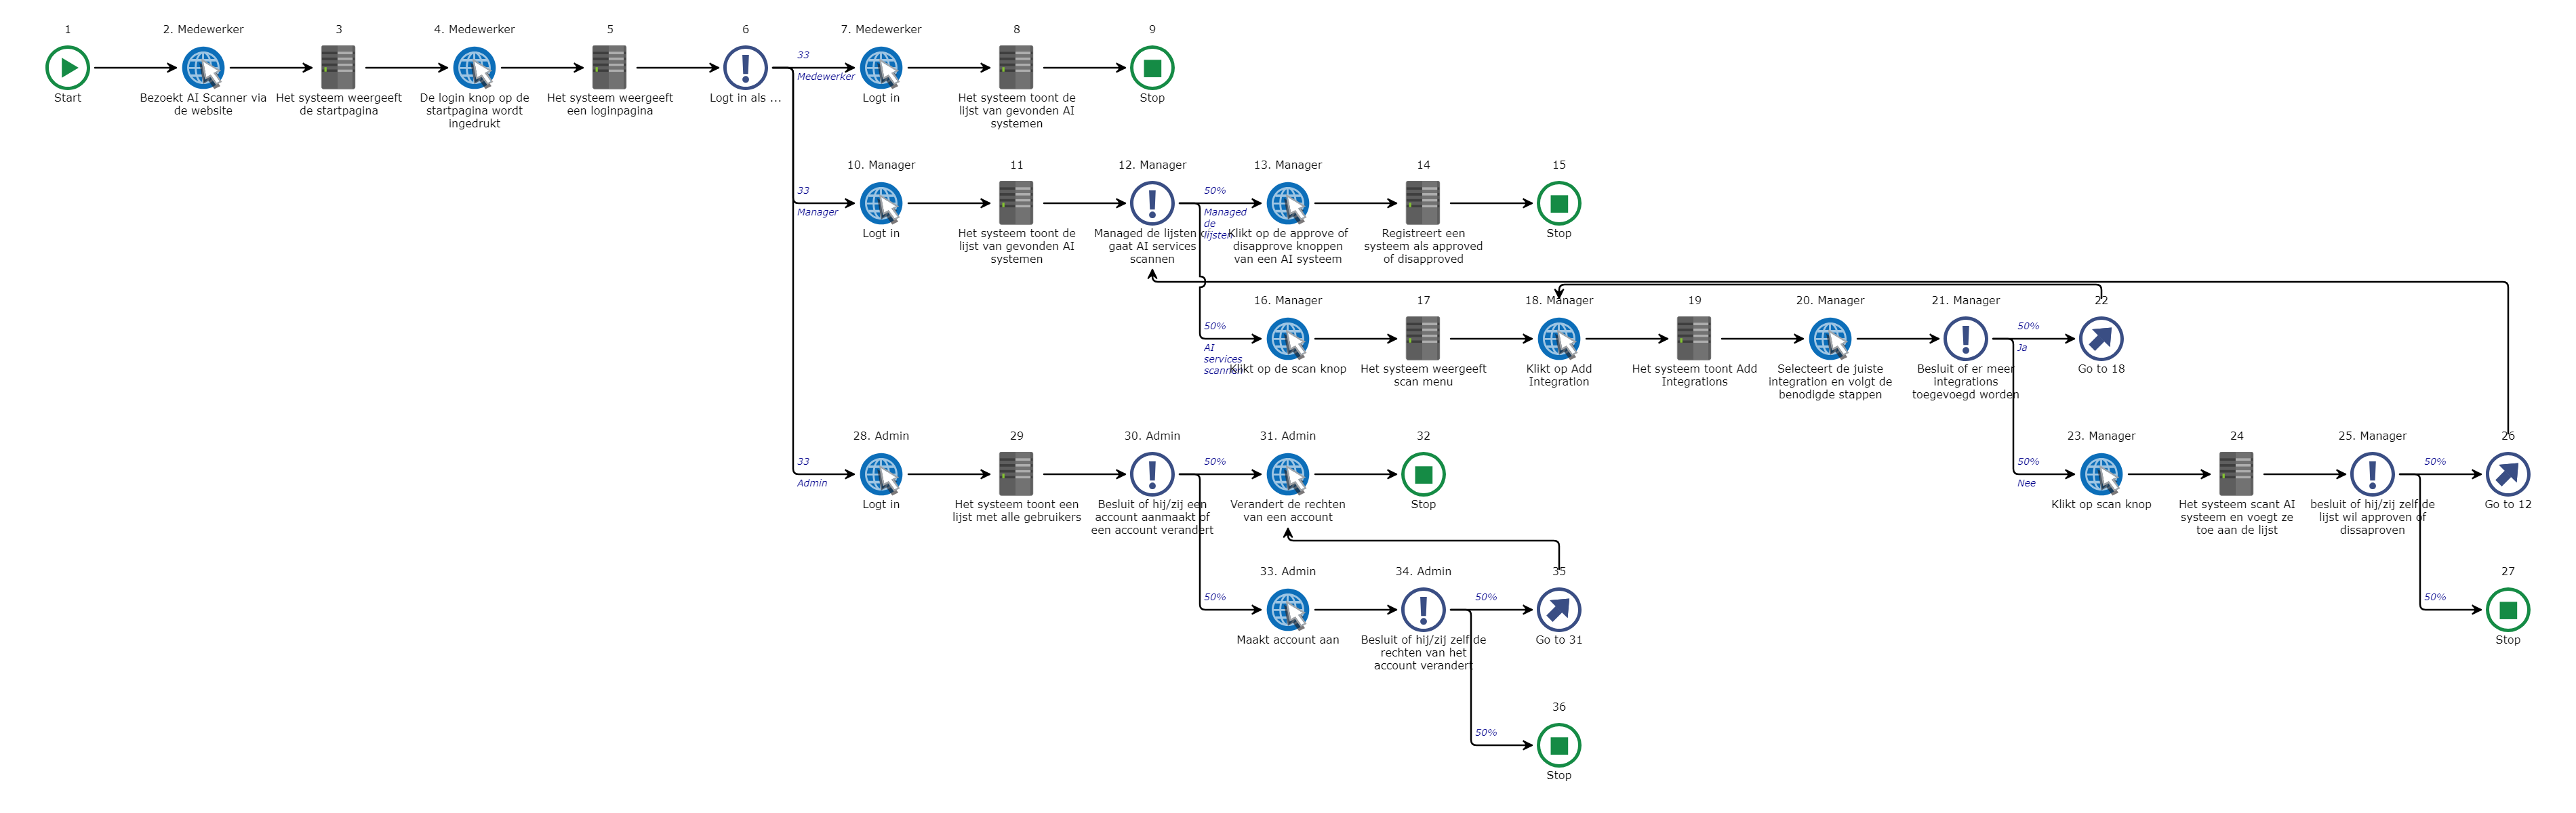 1
2. Medewerker
3
4. Medewerker
5
6
7. Medewerker
8
9
33
Medewerker
Start
Bezoekt AI Scanner via
de website
Het systeem weergeeft
de startpagina
De login knop op de
startpagina wordt
ingedrukt
Het systeem weergeeft
een loginpagina
Logt in als ...
Logt in
Het systeem toont de
lijst van gevonden AI
systemen
Stop
10. Manager
11
12. Manager
13. Manager
14
15
33
Manager
50%
Managed
de
lijsten
Logt in
Het systeem toont de
lijst van gevonden AI
systemen
Managed de lijsten
gaat AI services
scannen
Klikt op de approve of
disapprove knoppen
van een AI systeem
Registreert een
systeem als approved
of disapproved
Stop
16. Manager
17
18. Manager
19
20. Manager
21. Manager
22
50%
AI
services
scannen
50%
Ja
Klikt op de scan knop
Het systeem weergeeft
scan menu
Klikt op Add
Integration
Het systeem toont Add
Integrations
Selecteert de juiste
integration en volgt de
benodigde stappen
Besluit of er meer
integrations
toegevoegd worden
Go to 18
28. Admin
29
30. Admin
31. Admin
32
23. Manager
24
25. Manager
26
33
Admin
50%
50%
Nee
50%
Logt in
Het systeem toont een
lijst met alle gebruikers
Besluit of hij/zij een
account aanmaakt of
een account verandert
Verandert de rechten
van een account
Stop
Klikt op scan knop
Het systeem scant AI
systeem en voegt ze
toe aan de lijst
besluit of hij/zij zelf de
lijst wil approven of
dissaproven
Go to 12
33. Admin
34. Admin
35
27
50%
50%
50%
Maakt account aan
Besluit of hij/zij zelf de
rechten van het
account verandert
Go to 31
Stop
36
50%
Stop